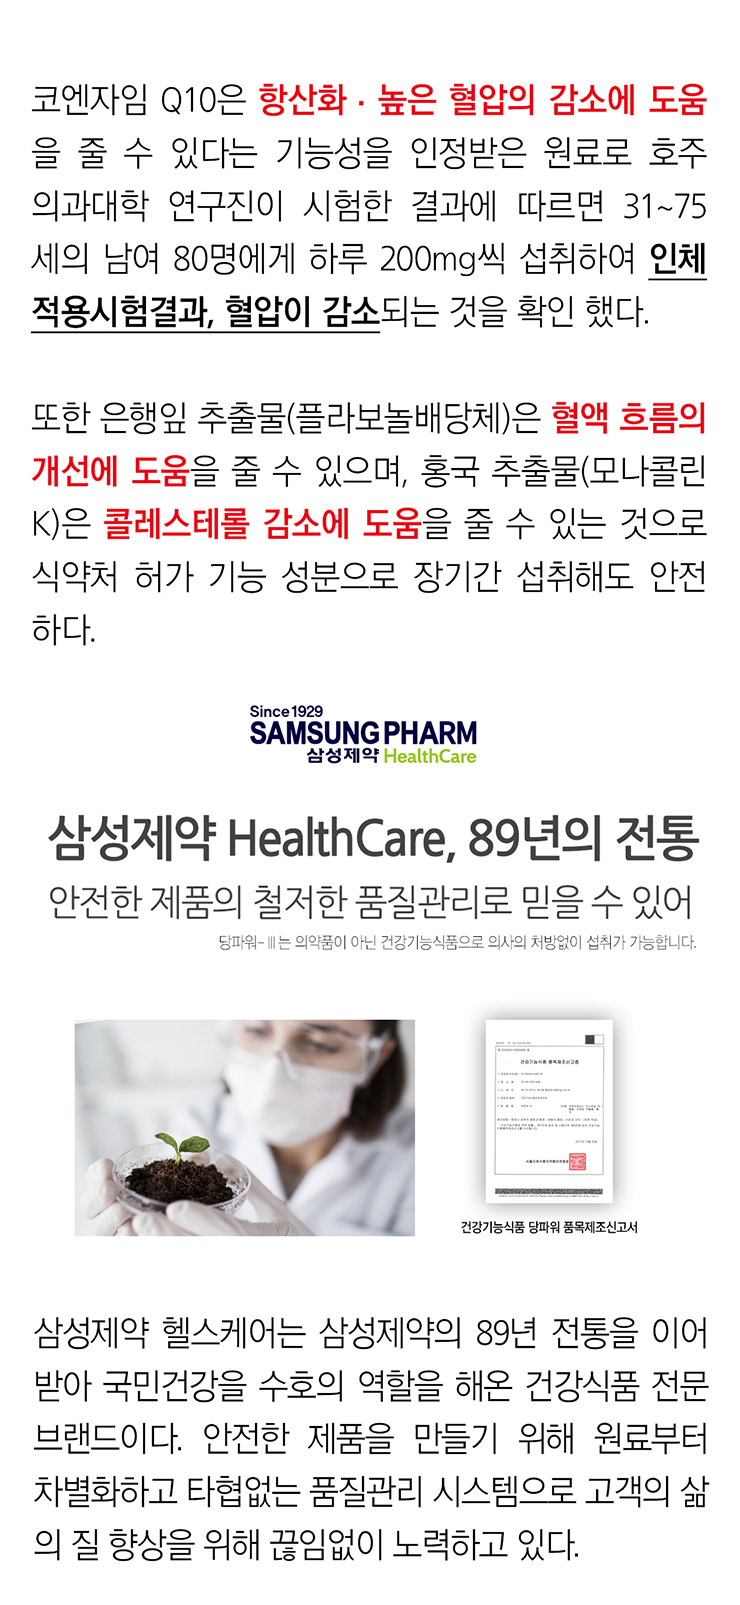 코엔자임 Q10은 항산화 · 높은 혈압의 감소에 도움
을 줄 수 있다는 기능성을 인정받은 원료로 호주
의과대학 연구진이 시험한 결과에 따르면 31~75
세의 남여 80명에게 하루 200mg씩 섭취하여 인체
적용시험결과, 혈압이 감소되는 것을 확인 했다.
또한 은행잎 추출물(플라보놀배당체)은 혈액 흐름의
개선에 도움을 줄 수 있으며, 홍국 추출물(모나콜린
K)은 콜레스테롤 감소에 도움을 줄 수 있는 것으로
식약처 허가 기능 성분으로 장기간 섭취해도 안전
하다.
Since 1929
SAMSUNG PHARM
삼성제약 HealthCare
삼성제약 HealthCare, 89년의 전통
안전한 제품의 철저한 품질관리로 믿을 수 있어
당파워-Ⅲ는 의약품이 아닌 건강기능식품으로 의사의 처방없이 섭취가 가능합니다.
건강기능식품 품목제조신고증
건강기능식품 당파워 품목제조신고서
삼성제약 헬스케어는 삼성제약의 89년 전통을 이어
받아 국민건강을 수호의 역할을 해온 건강식품 전문
브랜드이다. 안전한 제품을 만들기 위해 원료부터
차별화하고 타협없는 품질관리 시스템으로 고객의 삶
의 질 향상을 위해 끊임없이 노력하고 있다.